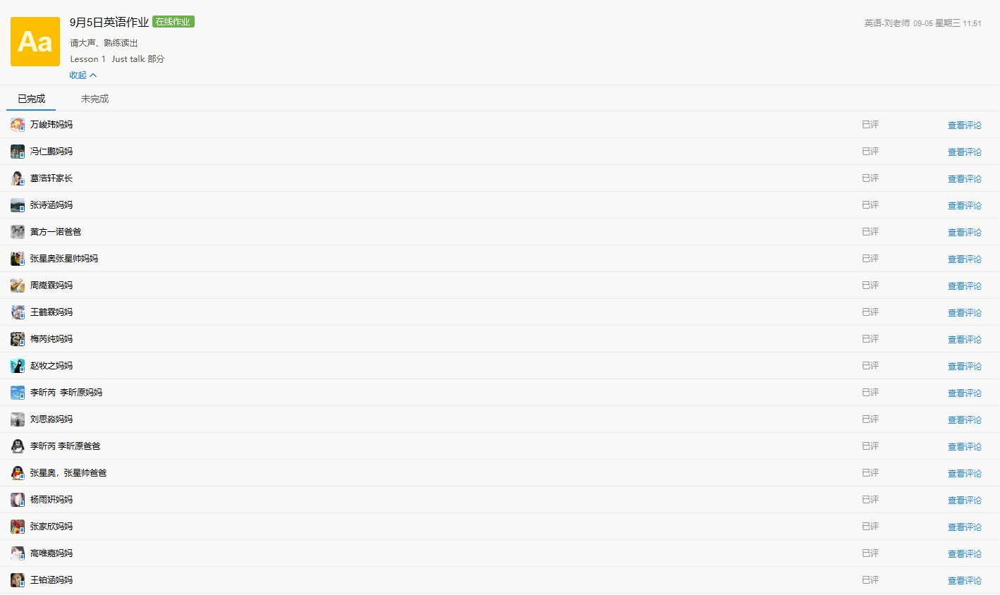 Aa
9月5日英语作业 在线作业
英语-刘老师 09-05 星期三 11:51
请大声、熟练读出
Lesson 1 Just talk 部分
收起
已完成 未完成
万峻玮妈妈 已评 查看评论
冯仁鹏妈妈 已评 查看评论
葛浩轩家长 已评 查看评论
张诗涵妈妈 已评 查看评论
黄方一诺爸爸 已评 查看评论
张星奥张星帅妈妈 已评 查看评论
周嵩霖妈妈 已评 查看评论
王鹤霖妈妈 已评 查看评论
梅芮纯妈妈 已评 查看评论
赵牧之妈妈 已评 查看评论
李昕芮 李昕原妈妈 已评 查看评论
刘思淼妈妈 已评 查看评论
李昕芮 李昕原爸爸 已评 查看评论
张星奥，张星帅爸爸 已评 查看评论
杨雨妍妈妈 已评 查看评论
张家欣妈妈 已评 查看评论
高唯嘉妈妈 已评 查看评论
王铂涵妈妈 已评 查看评论